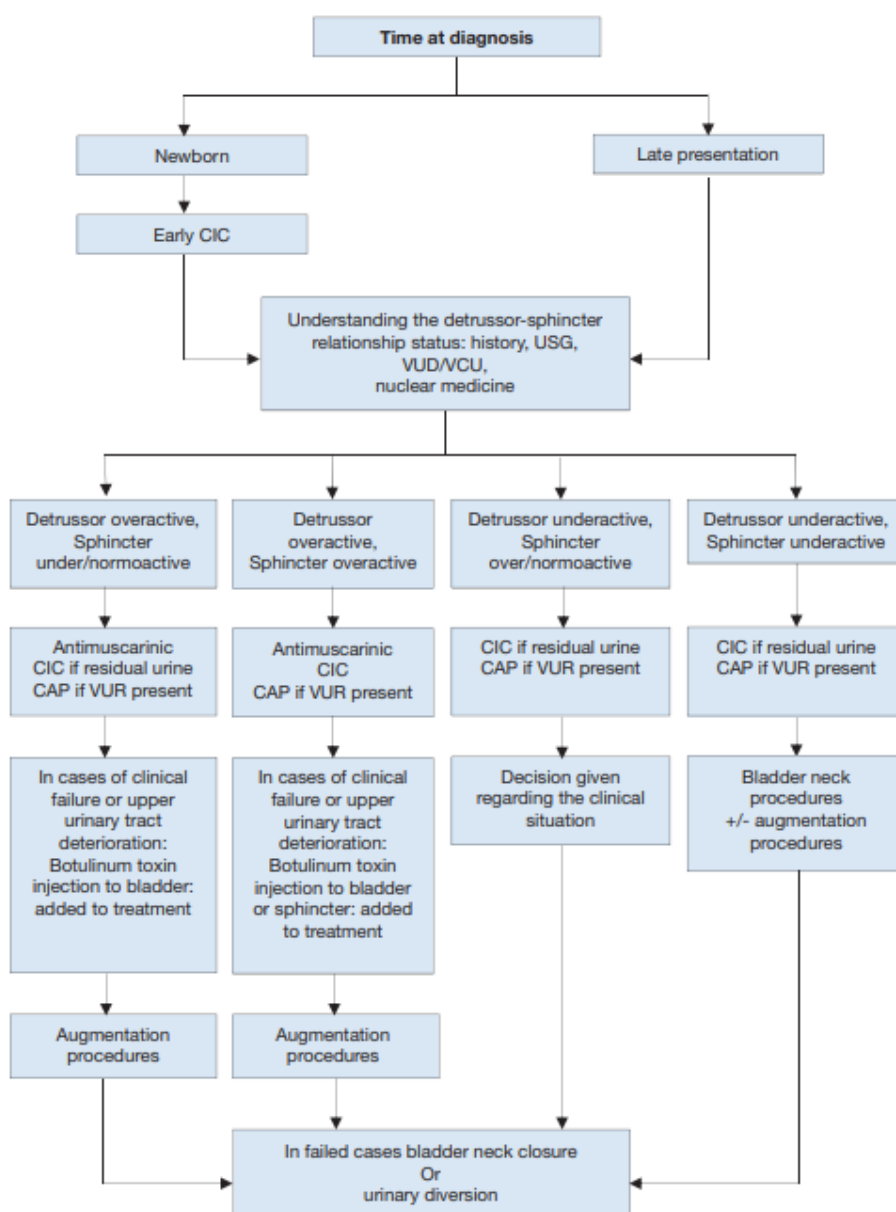 Time at diagnosis
Newborn
Late presentation
Early CIC
Understanding the detrussor-sphincter
relationship status: history, USG,
VUD/VCU,
nuclear medicine
Detrussor overactive,
Sphincter
under/normoactive
Detrussor
overactive,
Sphincter overactive
Detrussor underactive,
Sphincter
over/normoactive
Detrussor underactive,
Sphincter underactive
Antimuscarinic
CIC if residual urine
CAP if VUR present
Antimuscarinic
CIC
CAP if VUR present
CIC if residual urine
CAP if VUR present
CIC if residual urine
CAP if VUR present
In cases of clinical
failure or upper
urinary tract
deterioration:
Botulinum toxin
injection to bladder:
added to treatment
In cases of clinical
failure or upper
urinary tract
deterioration:
Botulinum toxin
injection to bladder
or sphincter: added
to treatment
Decision given
regarding the clinical
situation
Bladder neck
procedures
+/- augmentation
procedures
Augmentation
procedures
Augmentation
procedures
In failed cases bladder neck closure
Or
urinary diversion